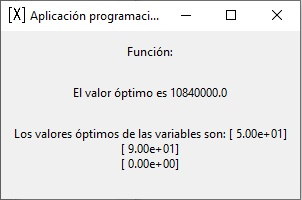 [X] Aplicación programaci...
Función:
El valor óptimo es 10840000.0
Los valores óptimos de las variables son: [ 5.00e+01]
[ 9.00e+01]
[ 0.00e+00]